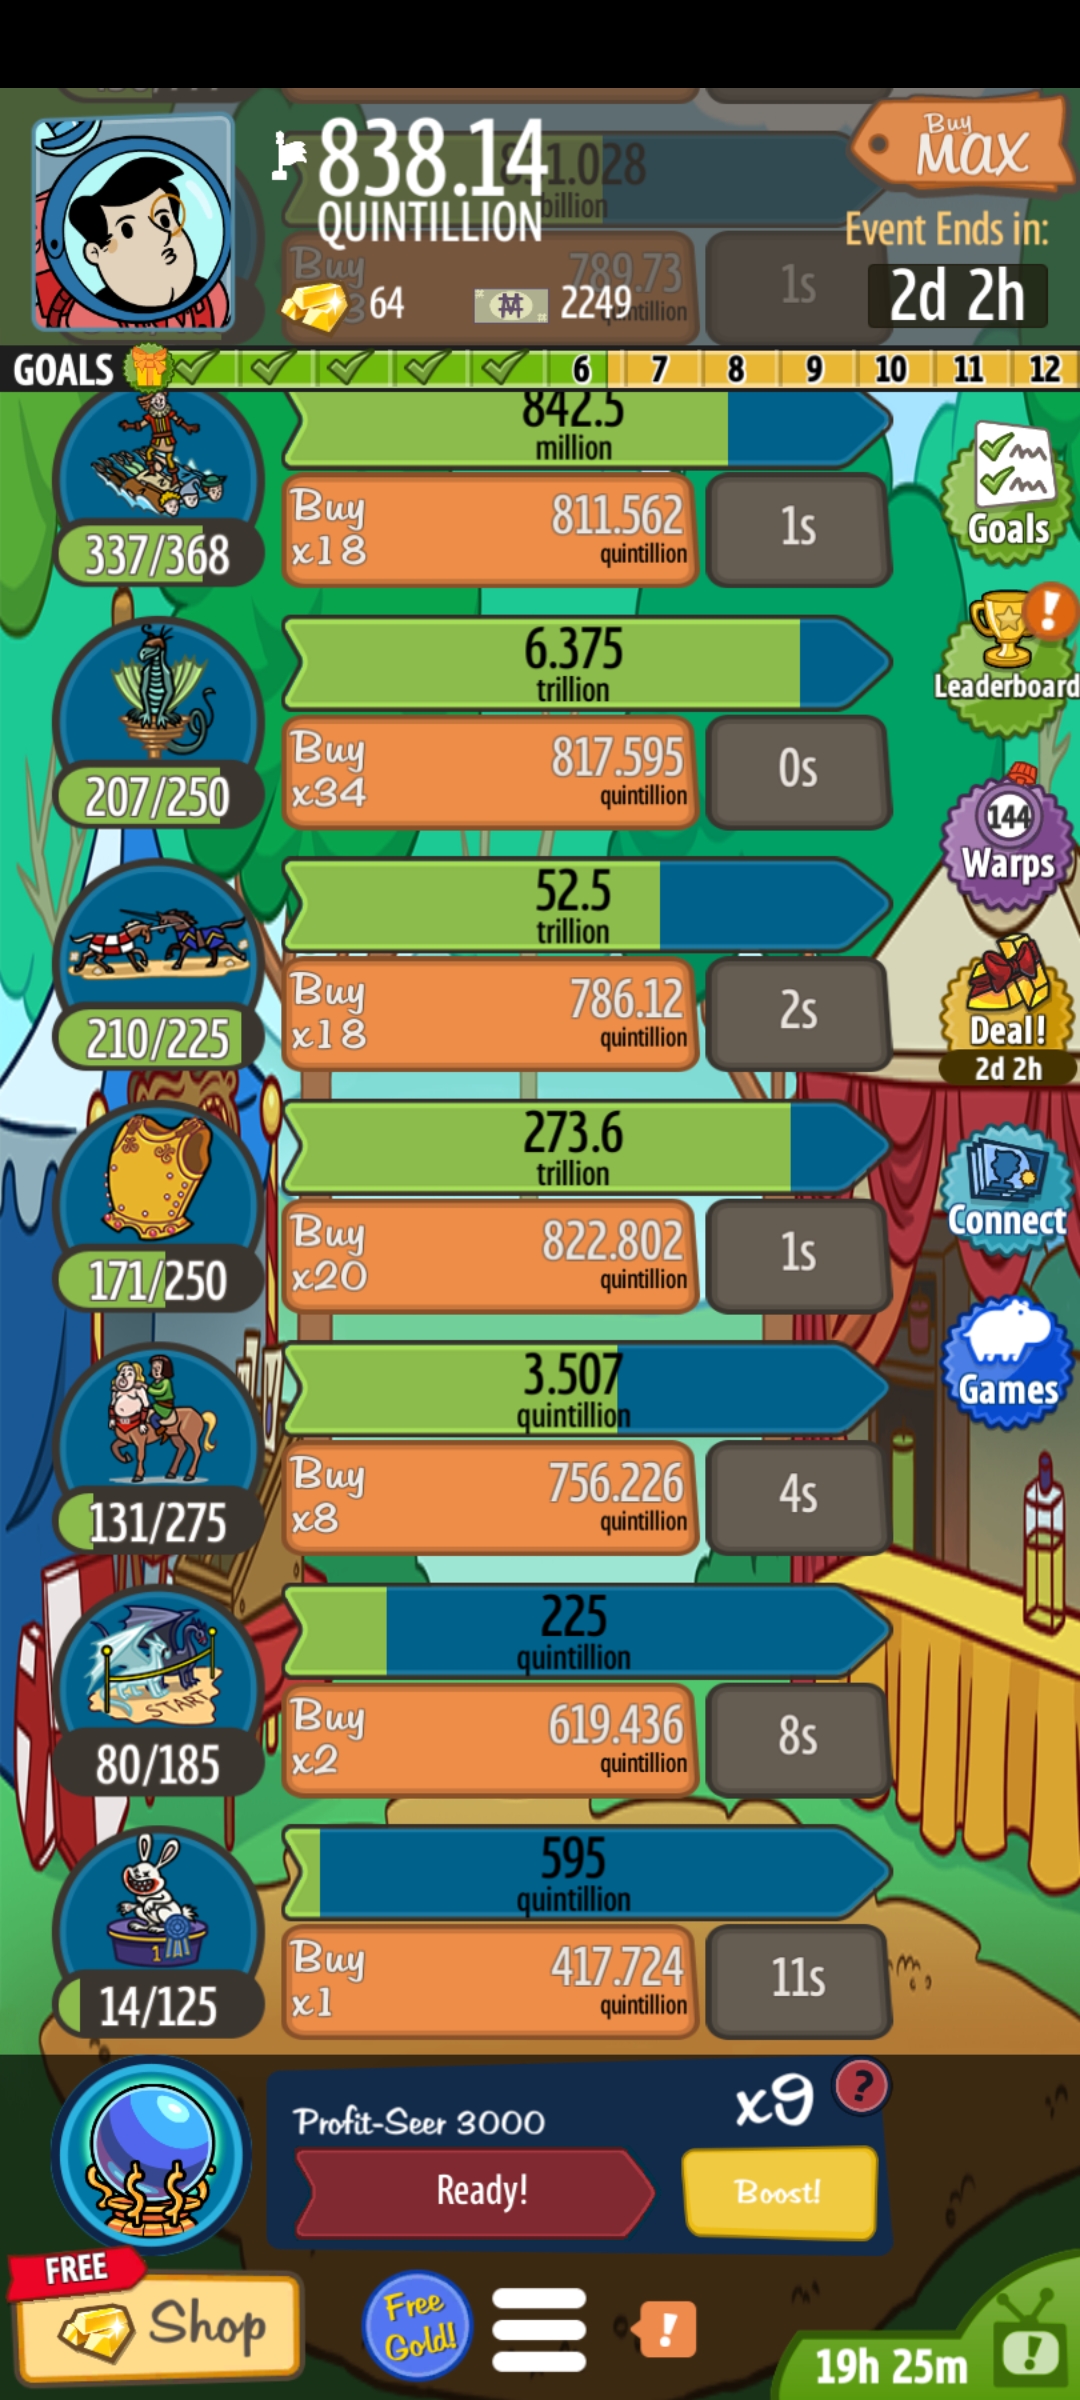 838.14
QUINTILLION
Buy
MAX
billion
Buy
789.73
1s
64
2249
Event Ends in:
2d 2h
GOALS
6
7
8
9
10
11
12
842.5
million
337/368
Buy
x18
811.562
quintillion
1s
Goals
6.375
trillion
207/250
Buy
x34
817.595
quintillion
0s
!
Leaderboard
144
Warps
52.5
trillion
210/225
Buy
x18
786.12
quintillion
2s
Deal!
2d 2h
273.6
trillion
171/250
Buy
x20
822.802
quintillion
1s
Connect
3.507
quintillion
131/275
Buy
x8
756.226
quintillion
4s
Games
225
quintillion
START
80/185
Buy
x2
619.436
quintillion
8s
595
quintillion
1
14/125
Buy
x1
417.724
quintillion
11s
Profit-Seer 3000
x9
?
Ready!
Boost!
FREE
Shop
Free
Gold!
!
19h 25m
!